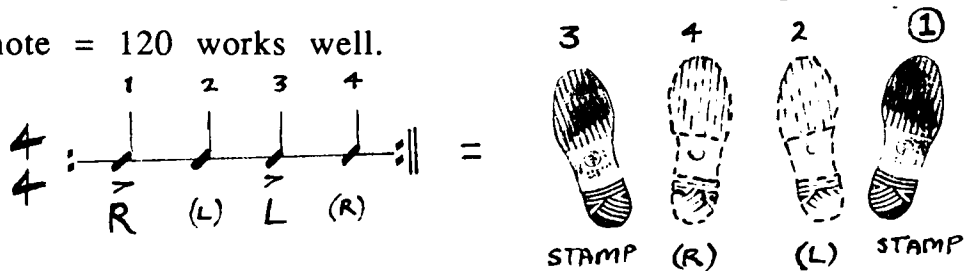 note = 120 works well.
1 2 3 4
4
4
=
R (L) L (R)
3 4 2 1
STAMP (R) (L) STAMP